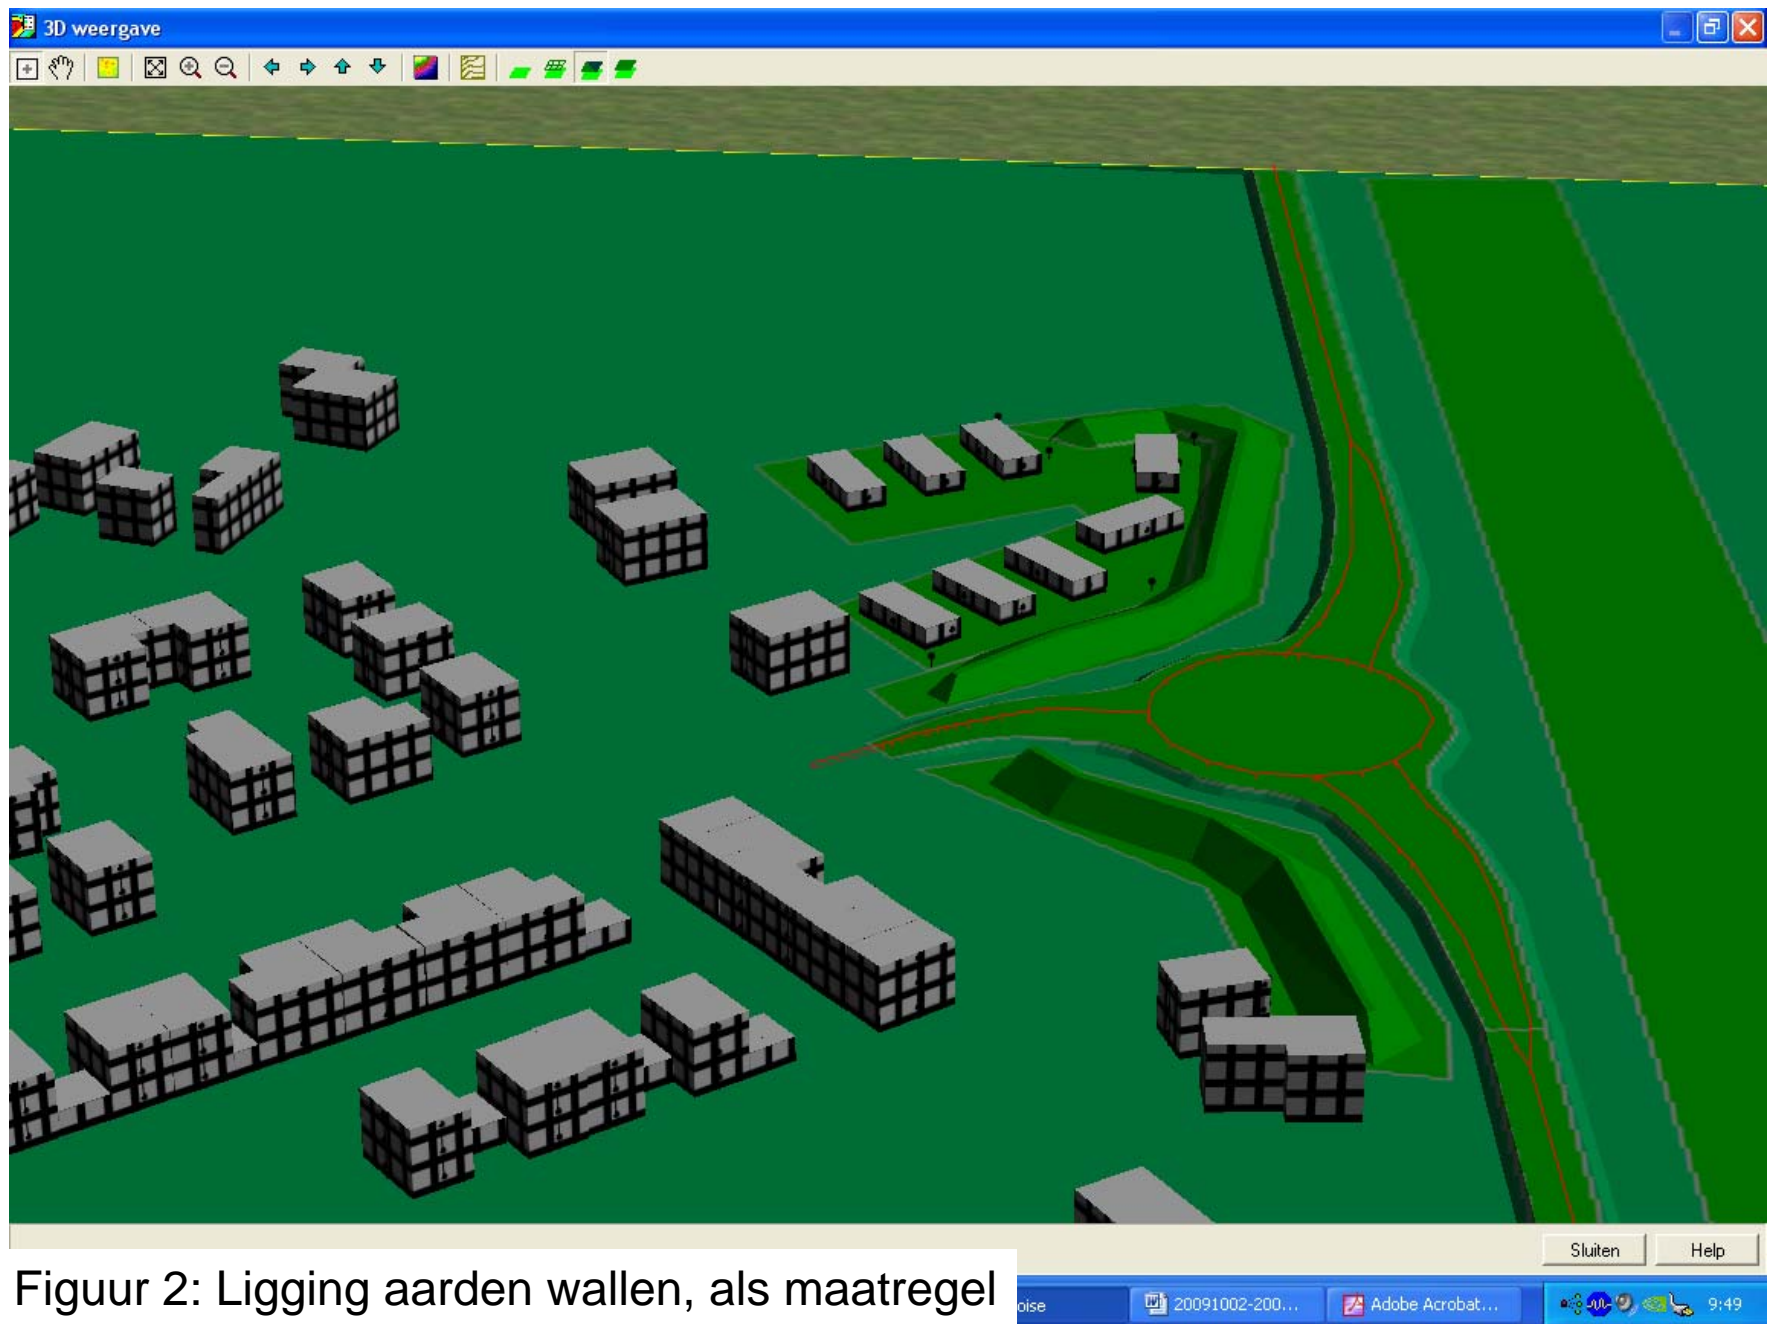 3D weergave
Sluiten Help
Figuur 2: Ligging aarden wallen, als maatregel
oise 20091002-200... Adobe Acrobat... 9:49